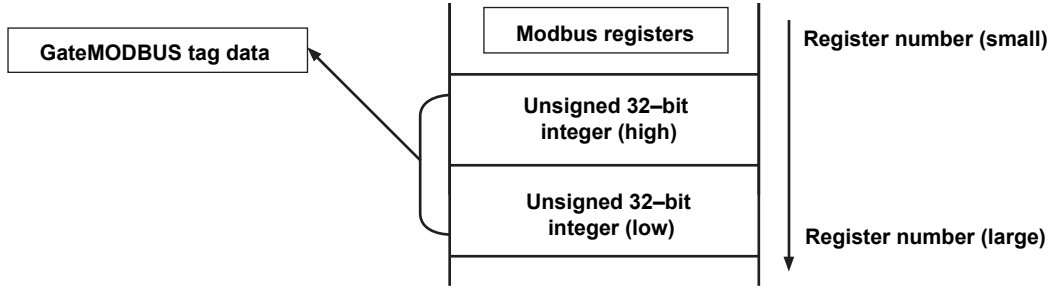 Modbus registers
Register number (small)
GateMODBUS tag data
Unsigned 32–bit
integer (high)
Unsigned 32–bit
integer (low)
Register number (large)